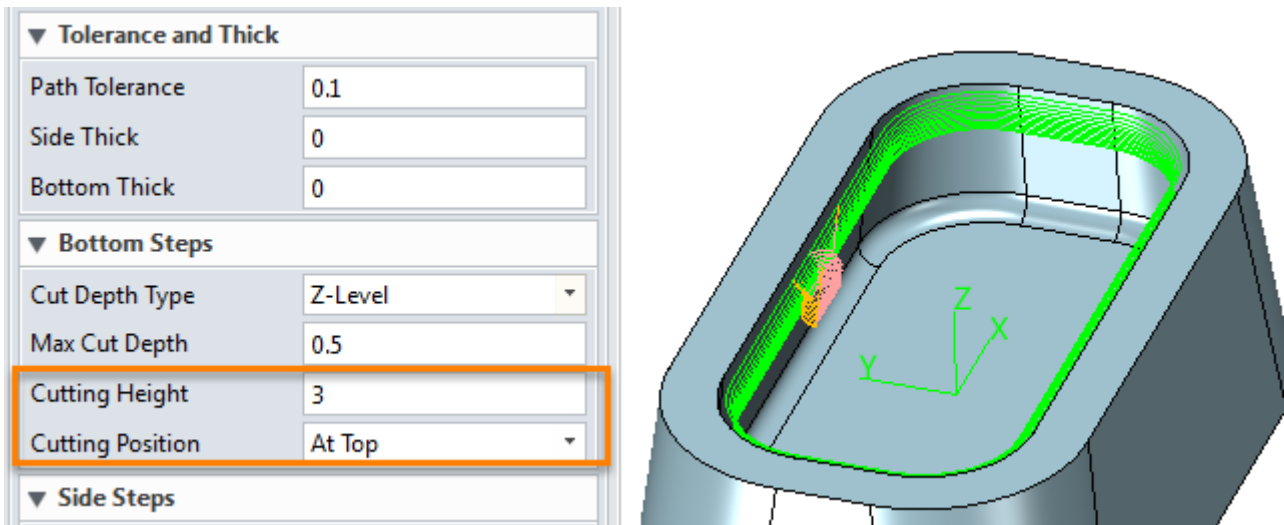 Tolerance and Thick
Path Tolerance 0.1
Side Thick 0
Bottom Thick 0
Bottom Steps
Cut Depth Type Z-Level
Max Cut Depth 0.5
Cutting Height 3
Cutting Position At Top
Side Steps
Z
X
Y